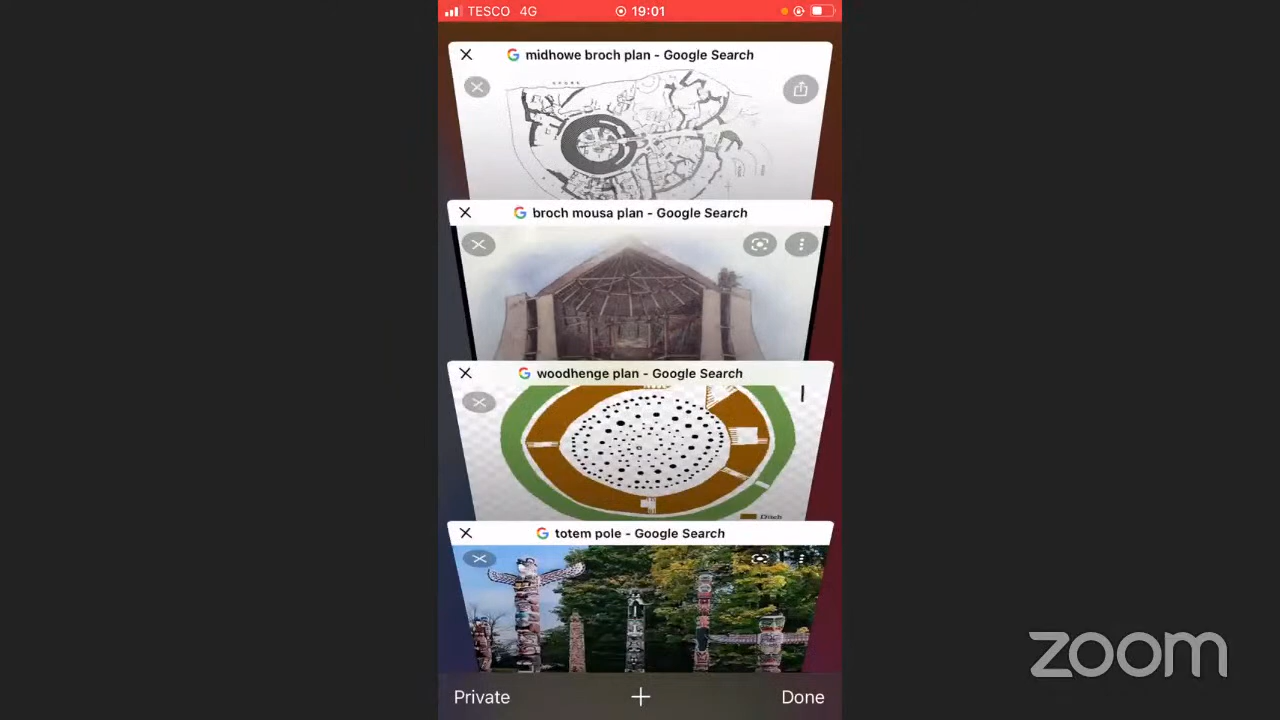 TESCO 4G 19:01
midhowe broch plan - Google Search
broch mousa plan - Google Search
woodhenge plan - Google Search
Ditch
totem pole - Google Search
zoom
Private + Done